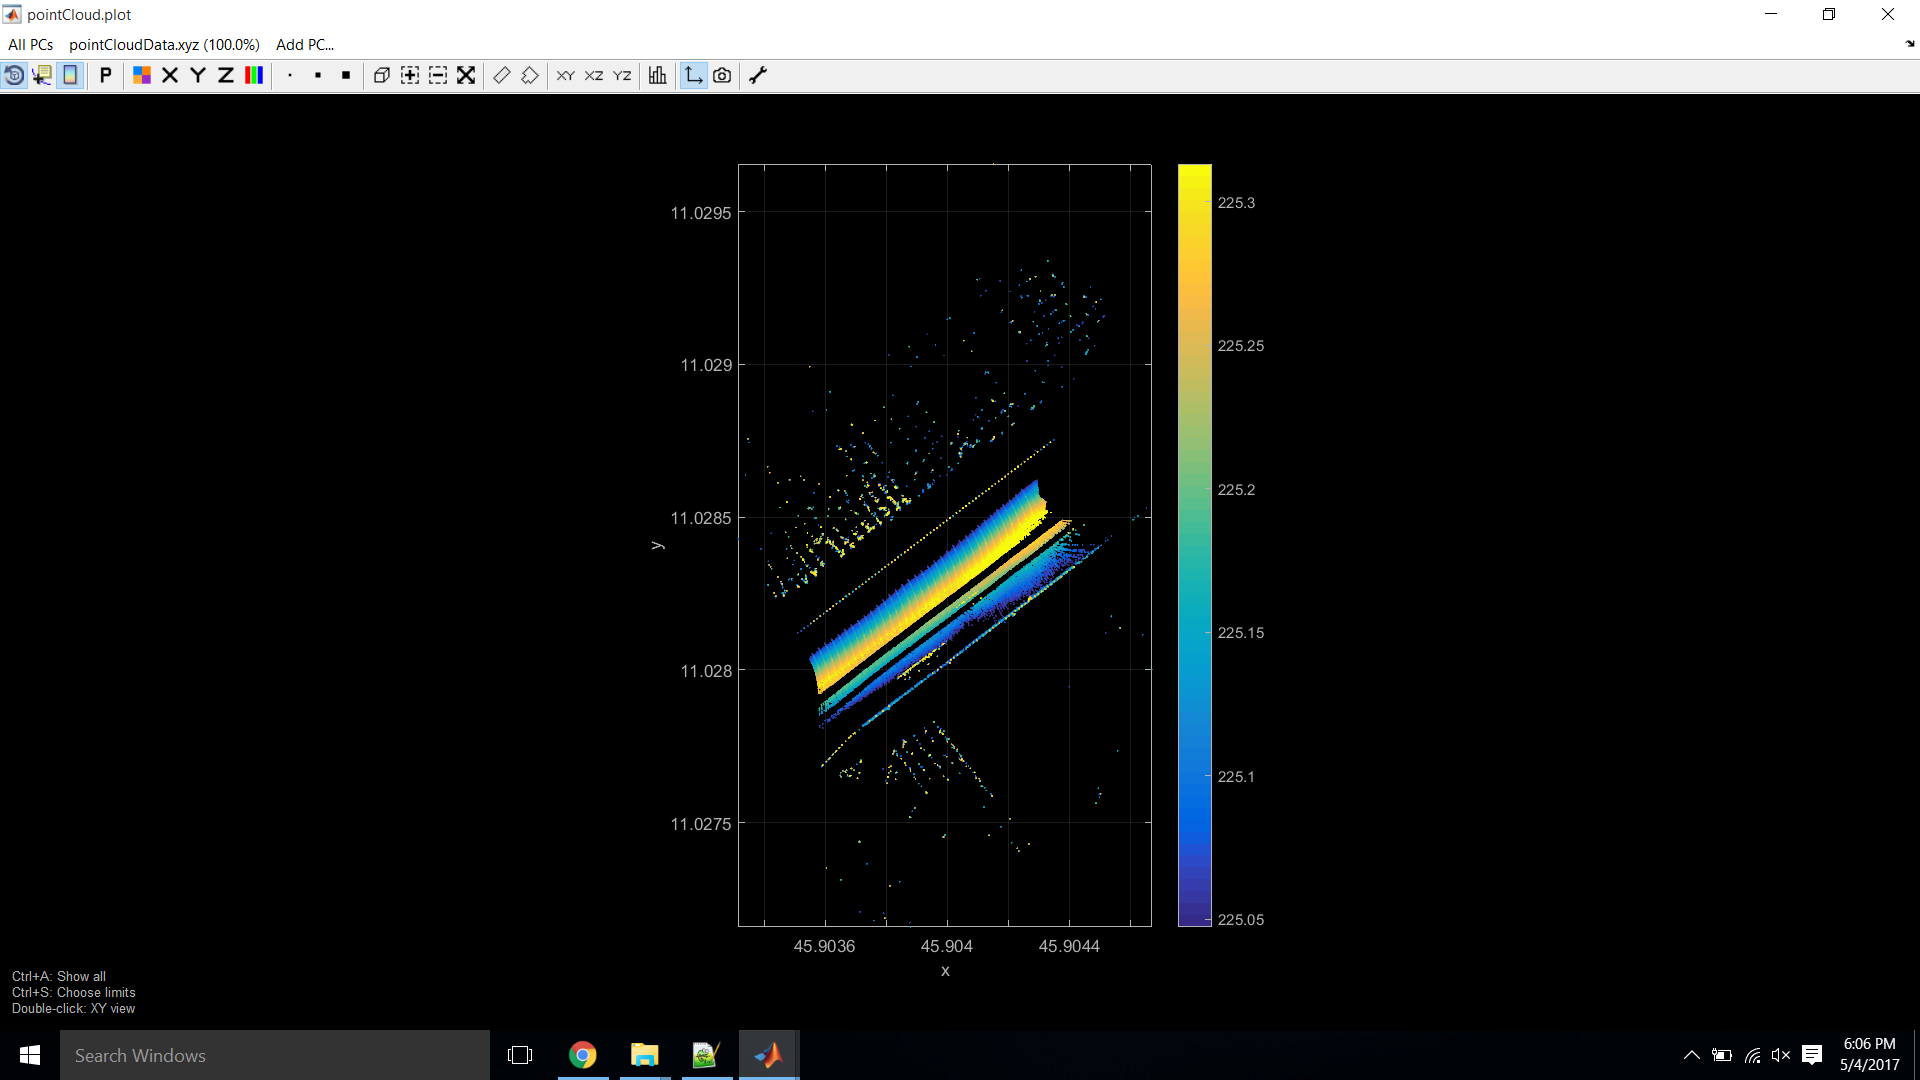 pointCloud.plot
All PCs pointCloudData.xyz (100.0%) Add PC...
P X Y Z XY XZ YZ
11.0295
11.029
11.0285
11.028
11.0275
y
45.9036 45.904 45.9044
x
225.3
225.25
225.2
225.15
225.1
225.05
Ctrl+A: Show all
Ctrl+S: Choose limits
Double-click: XY view
Search Windows
6:06 PM
5/4/2017